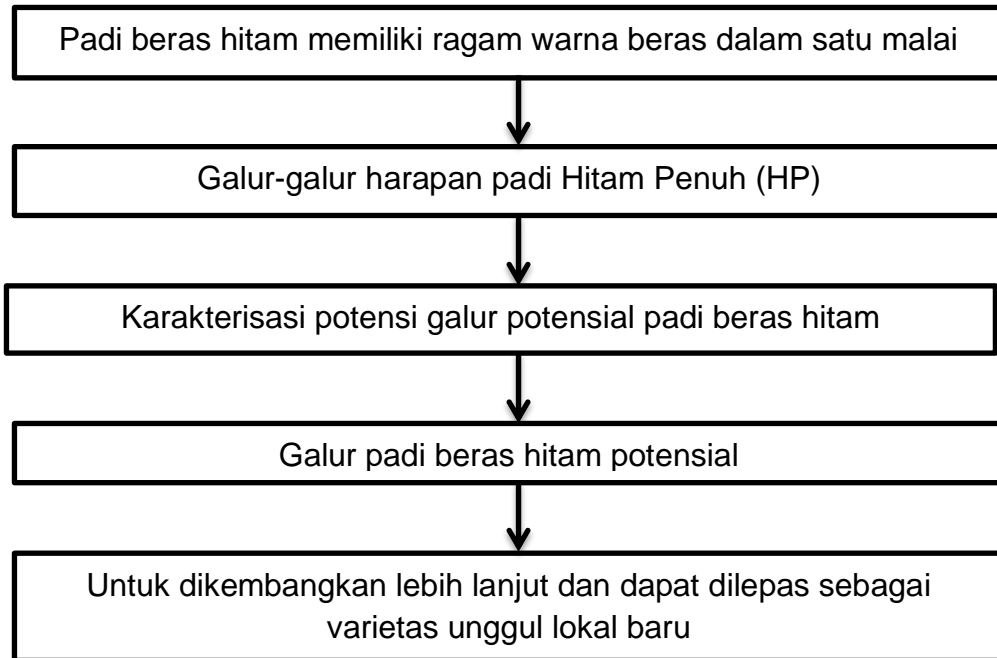 Padi beras hitam memiliki ragam warna beras dalam satu malai
Galur-galur harapan padi Hitam Penuh (HP)
Karakterisasi potensi galur potensial padi beras hitam
Galur padi beras hitam potensial
Untuk dikembangkan lebih lanjut dan dapat dilepas sebagai
varietas unggul lokal baru